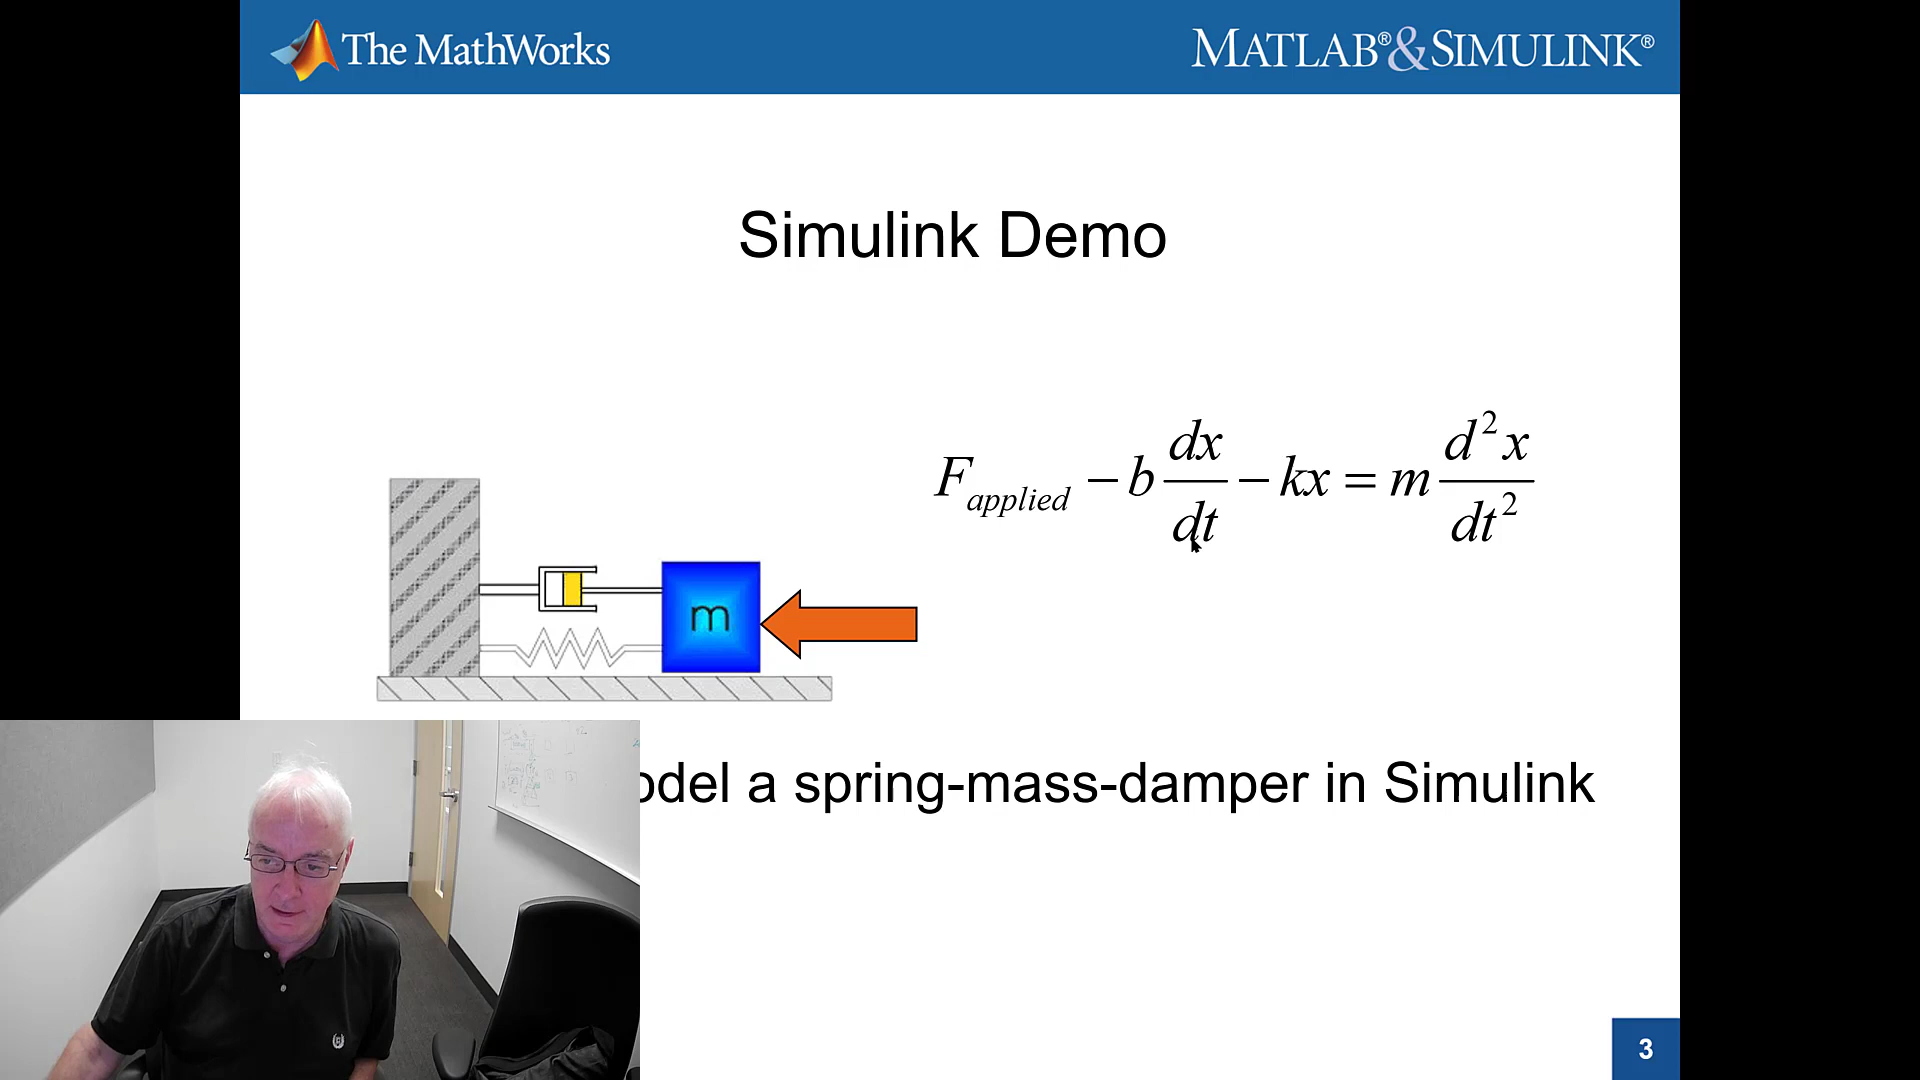 The MathWorks
MATLAB®&SIMULINK®
Simulink Demo
F_applied − b dx/dt − kx = m d²x/dt²
m
odel a spring-mass-damper in Simulink
3